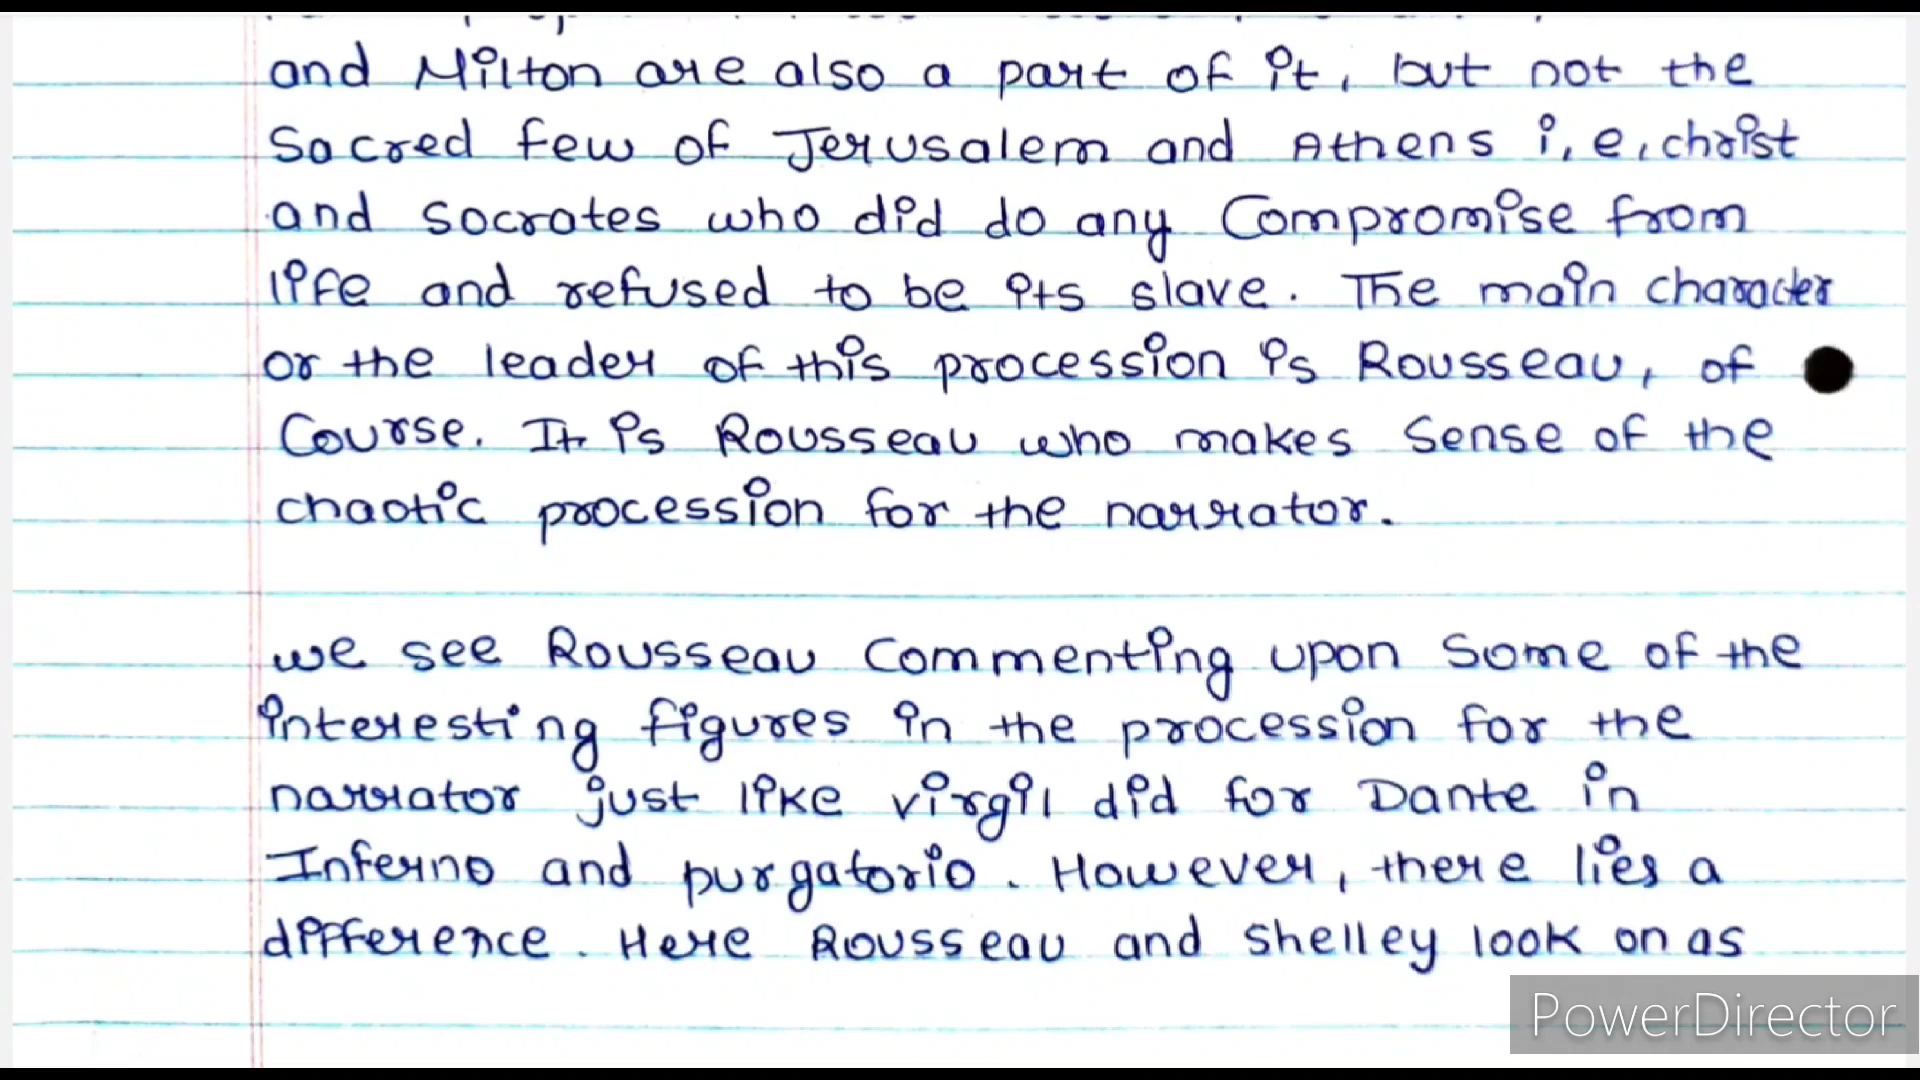 and Milton are also a part of it, but not the
Sacred few of Jerusalem and Athens i,e,christ
and Socrates who did do any Compromise from
life and refused to be its slave. The main character
or the leader of this procession is Rousseau, of
Course. It is Rousseau who makes Sense of the
chaotic procession for the narrator.
we see Rousseau Commenting upon Some of the
interesting figures in the procession for the
narrator just like virgil did for Dante in
Inferno and purgatorio. However, there lies a
difference. Here Rousseau and Shelley look on as
PowerDirector